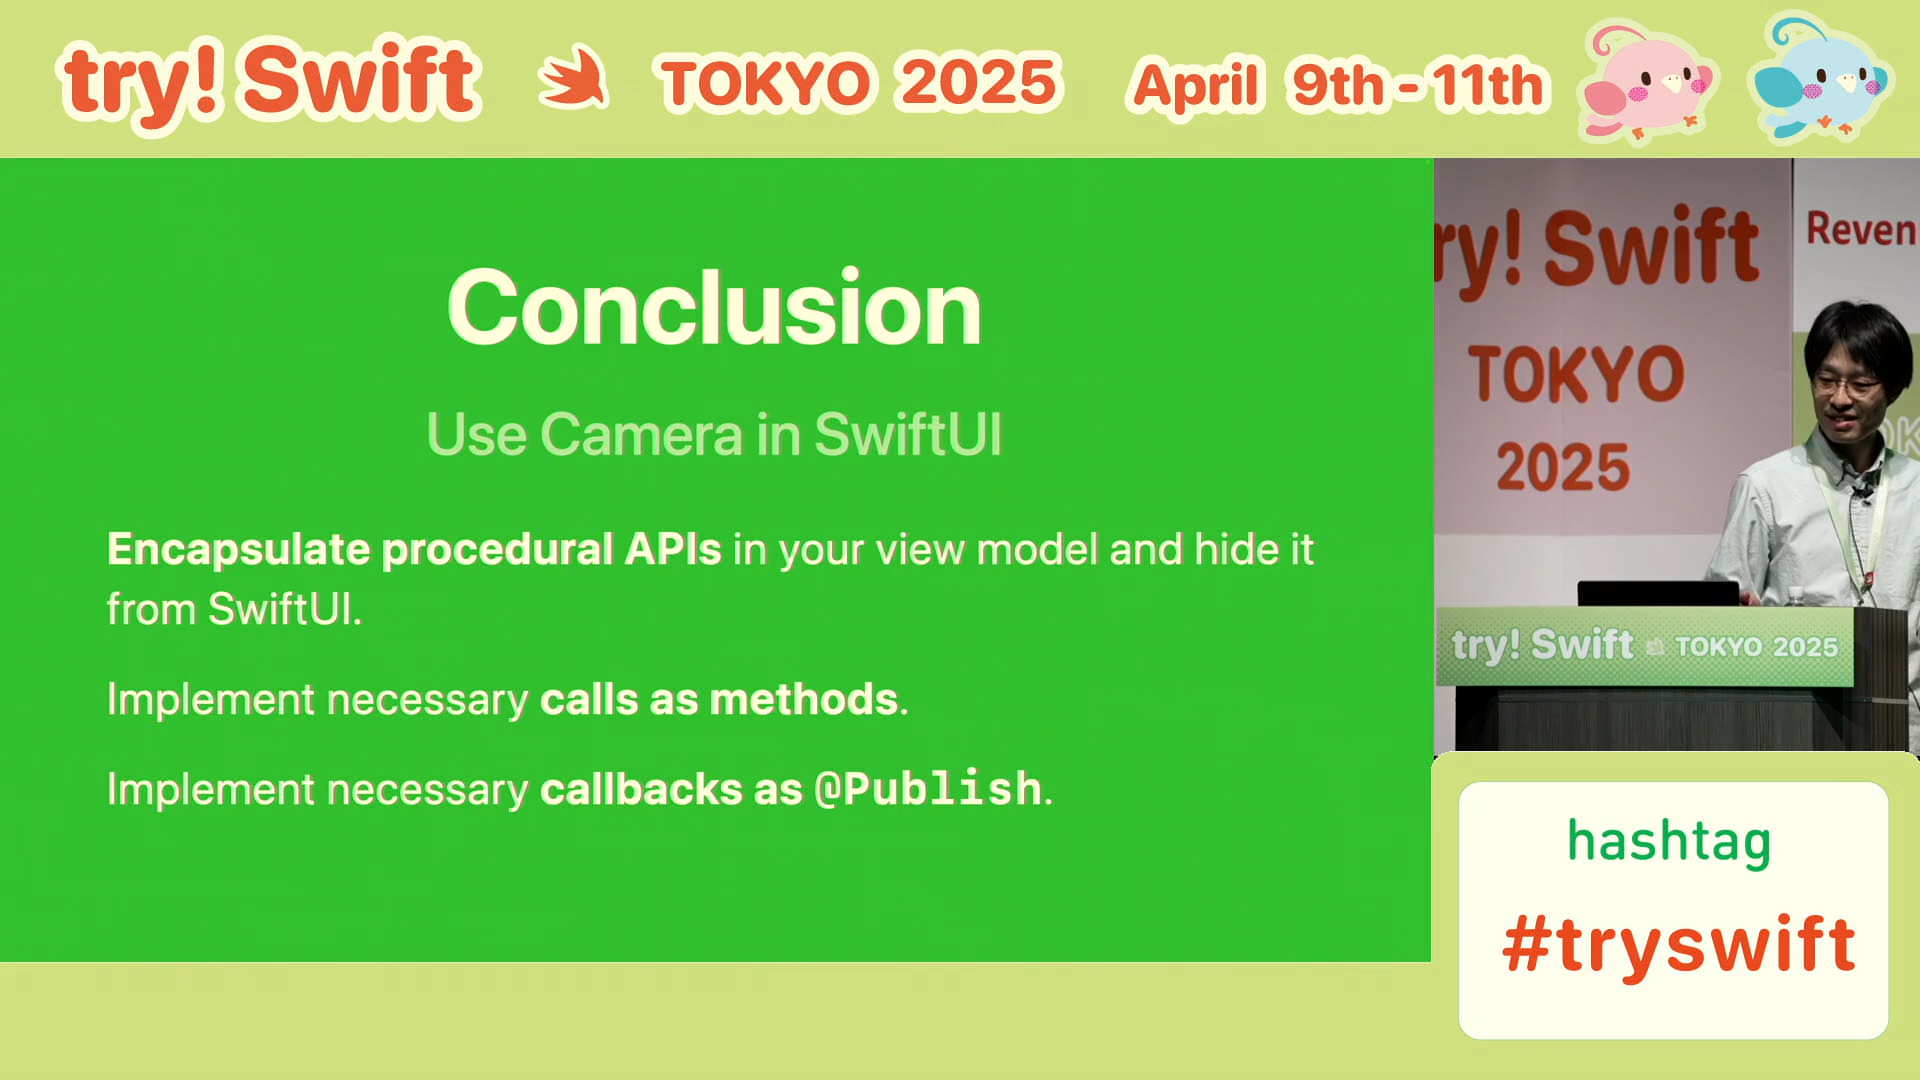 try! Swift TOKYO 2025 April 9th - 11th
Conclusion
Use Camera in SwiftUI
Encapsulate procedural APIs in your view model and hide it
from SwiftUI.
Implement necessary calls as methods.
Implement necessary callbacks as @Publish.
ry! Swift
TOKYO
2025
Reven
OK
try! Swift TOKYO 2025
hashtag
#tryswift